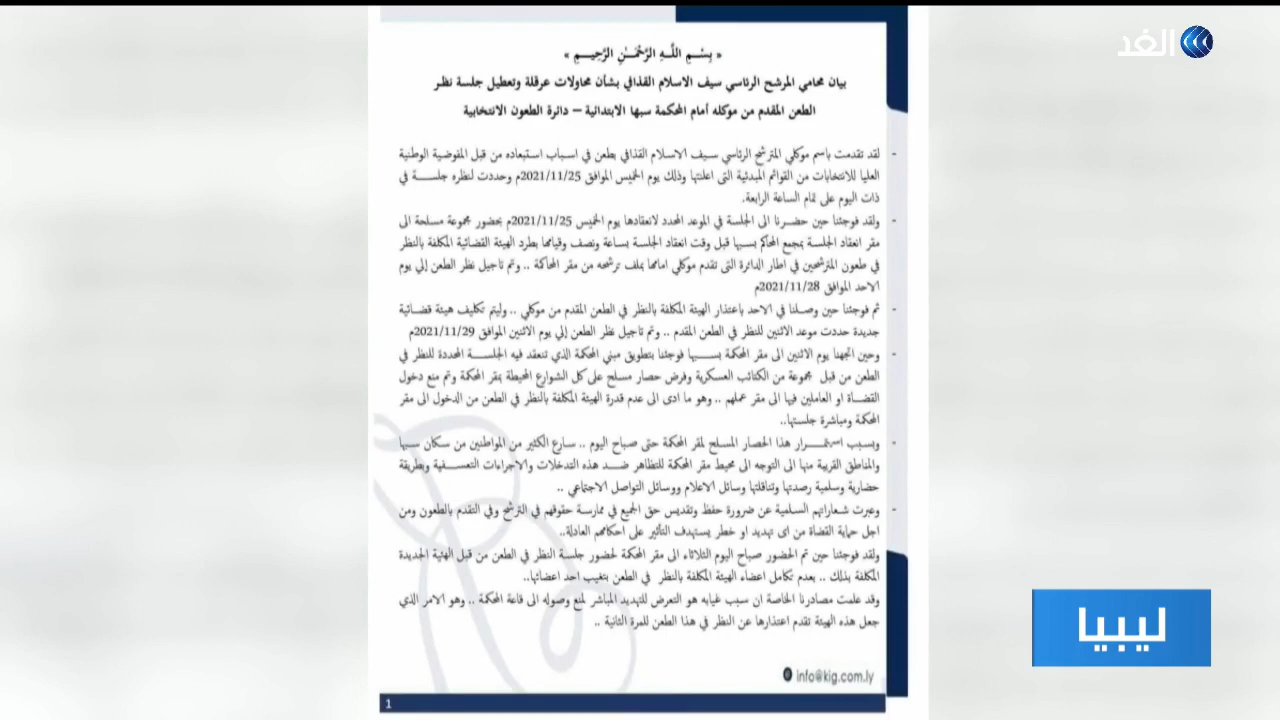 الغد
« بِسْمِ اللَّـهِ الرَّحْمَـٰنِ الرَّحِيـمِ »
بيان محامي المرشح الرئاسي سيف الاسلام القذافي بشأن محاولات عرقلة وتعطيل جلسة نظر
الطعن المقدم من موكله أمام المحكمة سبها الابتدائية – دائرة الطعون الانتخابية
- لقد تقدمت باسم موكلي المترشح الرئاسي سيف الاسلام القذافي بطعن في اسباب استبعاده من قبل المفوضية الوطنية
العليا للانتخابات من القوائم المبدئية التى اعلنتها وذلك يوم الخميس الموافق 2021/11/25م وحددت لنظره جلسة في
ذات اليوم على تمام الساعة الرابعة.
- ولقد فوجئنا حين حضرنا الى الجلسة في الموعد المحدد لانعقادها يوم الخميس 2021/11/25م بحضور مجموعة مسلحة الى
مقر انعقاد الجلسة بمجمع المحاكم بسبها قبل وقت انعقاد الجلسة بساعة ونصف وقيامها بطرد الهيئة القضائية المكلفة بالنظر
في طعون المترشحين في اطار الدائرة التى تقدم موكلي امامها بملف ترشحه من مقر المحاكمة .. وتم تاجيل نظر الطعن إلي يوم
الاحد الموافق 2021/11/28م
- ثم فوجئنا حين وصلنا في الاحد باعتذار الهيئة المكلفة بالنظر في الطعن المقدم من موكلي .. وليتم تكليف هيئة قضائية
جديدة حددت موعد الاثنين للنظر في الطعن المقدم .. وتم تاجيل نظر الطعن إلي يوم الاثنين الموافق 2021/11/29م
- وحين اتجهنا يوم الاثنين الى مقر المحكمة بسبها فوجئنا بتطويق مبني المحكمة الذي تنعقد فيه الجلسة المحددة للنظر في
الطعن من قبل مجموعة من الكتائب العسكرية وفرض حصار مسلح على كل الشوارع المحيطة بمقر المحكمة وتم منع دخول
القضاة او العاملين فيها الى مقر عملهم .. وهو ما ادى الى عدم قدرة الهيئة المكلفة بالنظر في الطعن من الدخول الى مقر
المحكمة ومباشرة جلستها..
- وبسبب استمرار هذا الحصار المسلح لمقر المحكمة حتى صباح اليوم .. سارع الكثير من المواطنين من سكان سبها
والمناطق القريبة منها الى التوجه الى محيط مقر المحكمة للتظاهر ضد هذه التدخلات والاجراءات التعسفية وبطريقة
حضارية وسلمية رصدتها وتناقلتها وسائل الاعلام ووسائل التواصل الاجتماعي ..
- وعبرت شعاراتهم السلمية عن ضرورة حفظ وتقديس حق الجميع في ممارسة حقوقهم في الترشح وفي التقدم بالطعون ومن
اجل حماية القضاة من اى تهديد او خطر يستهدف التأثير على احكامهم العادلة..
- ولقد فوجئنا حين تم الحضور صباح اليوم الثلاثاء الى مقر المحكمة لحضور جلسة النظر في الطعن من قبل الهئية الجديدة
المكلفة بذلك .. بعدم تكامل اعضاء الهيئة المكلفة بالنظر في الطعن بتغيب احد اعضائها..
- وقد علمت مصادرنا الخاصة ان سبب غيابه هو التعرض للتهديد المباشر لمنع وصوله الى قاعة المحكمة .. وهو الامر الذي
جعل هذه الهيئة تقدم اعتذارها عن النظر في هذا الطعن للمرة الثانية ..
ليبيا
info@kig.com.ly
1